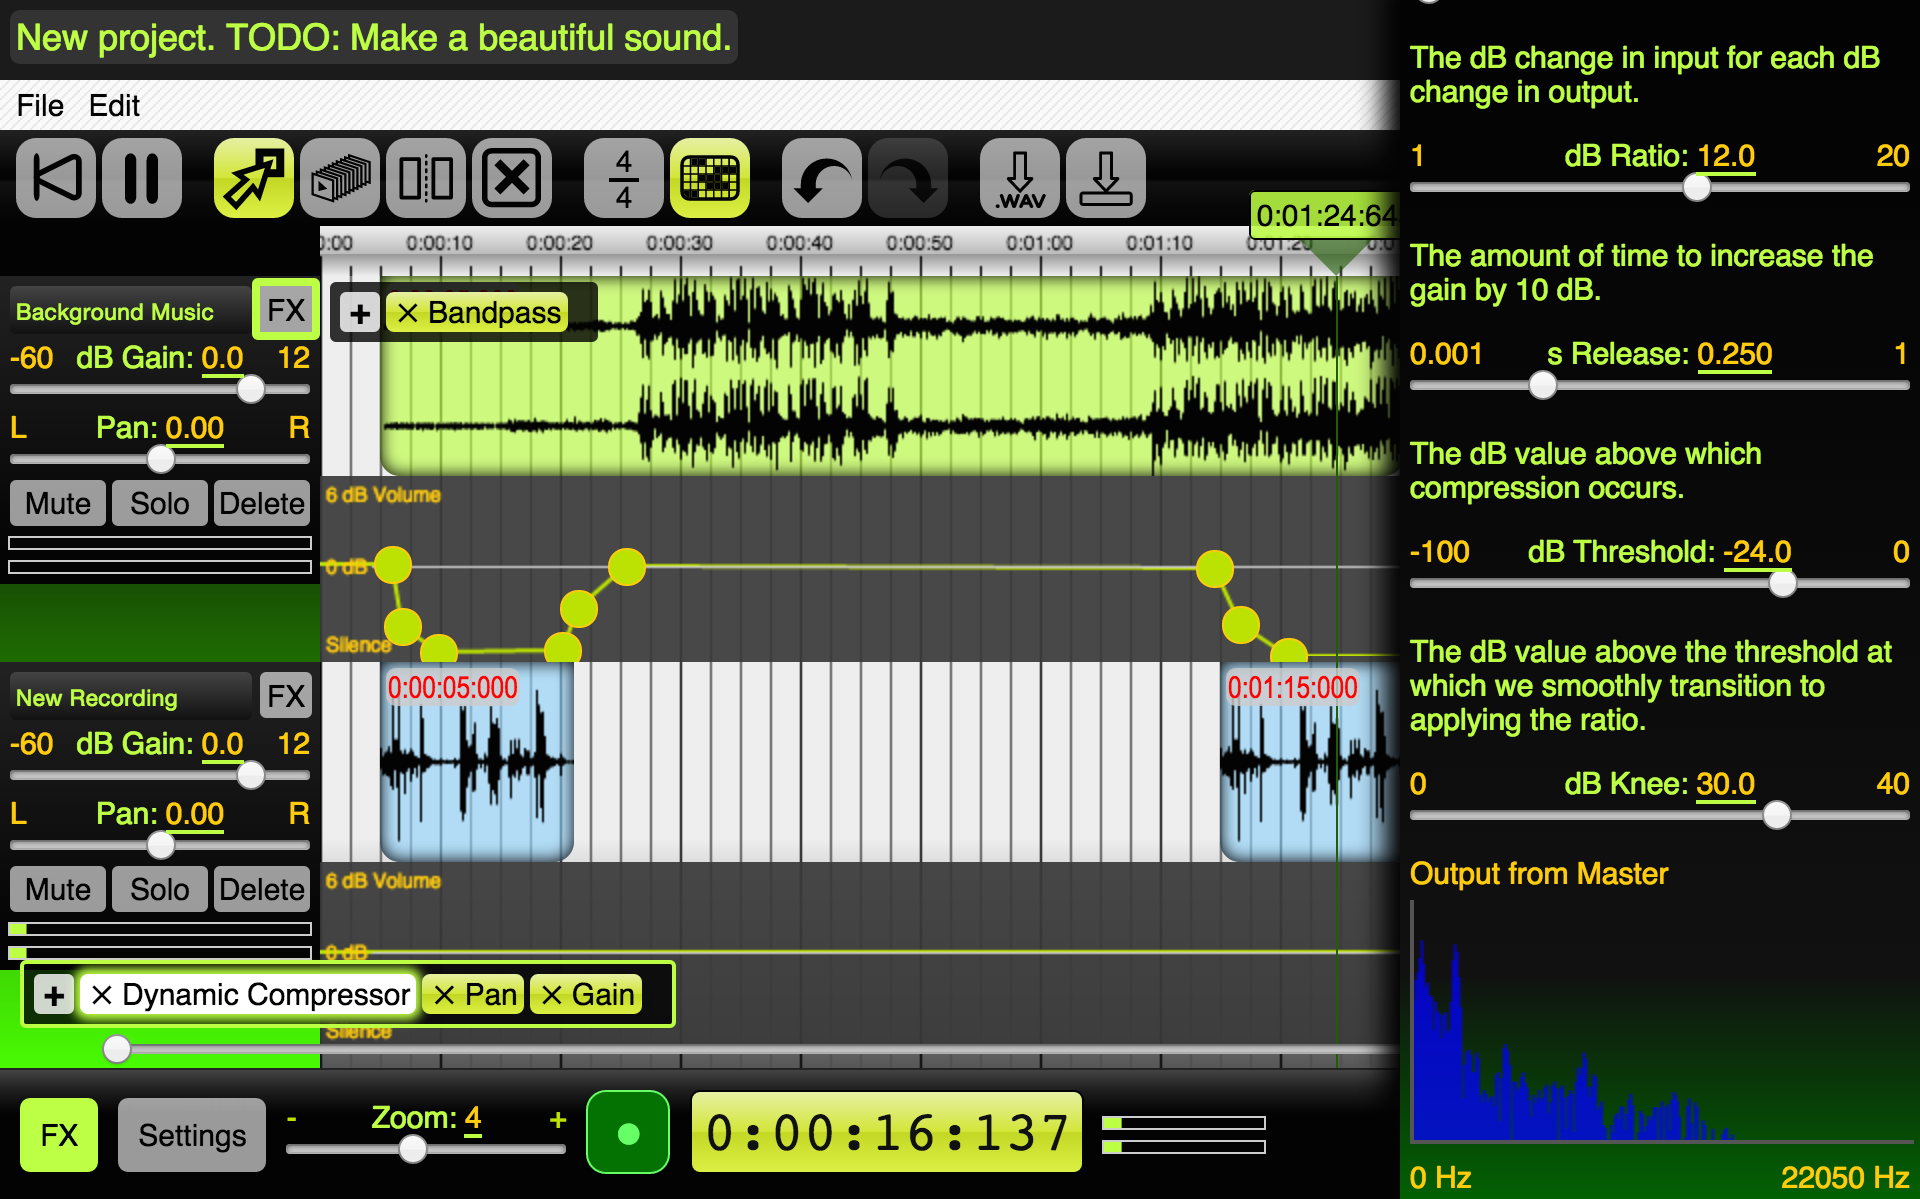 New project. TODO: Make a beautiful sound.
File Edit
4
4
.WAV
0:01:24:64
0:00 0:00:10 0:00:20 0:00:30 0:00:40 0:00:50 0:01:00 0:01:10 0:01:20
Background Music FX
-60 dB Gain: 0.0 12
L Pan: 0.00 R
Mute Solo Delete
+ × Bandpass
6 dB Volume
0 dB
Silence
New Recording FX
-60 dB Gain: 0.0 12
L Pan: 0.00 R
Mute Solo Delete
0:00:05:000
0:01:15:000
6 dB Volume
0 dB
+ × Dynamic Compressor × Pan × Gain
Silence
FX Settings - Zoom: 4 + 0:00:16:137
The dB change in input for each dB
change in output.
1 dB Ratio: 12.0 20
The amount of time to increase the
gain by 10 dB.
0.001 s Release: 0.250 1
The dB value above which
compression occurs.
-100 dB Threshold: -24.0 0
The dB value above the threshold at
which we smoothly transition to
applying the ratio.
0 dB Knee: 30.0 40
Output from Master
0 Hz 22050 Hz